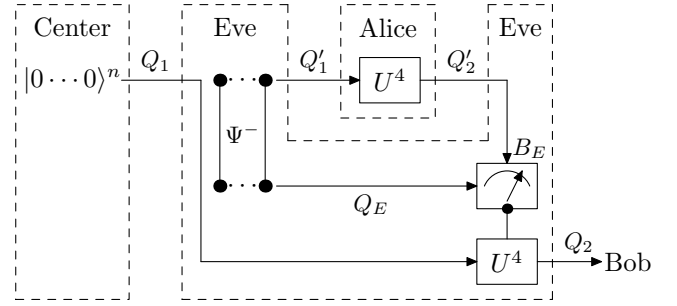 Center Eve Alice Eve
|0⋯0⟩ⁿ Q₁ ⋯ Q′₁ U⁴ Q′₂
Ψ⁻
B_E
⋯ Q_E
U⁴ Q₂ Bob